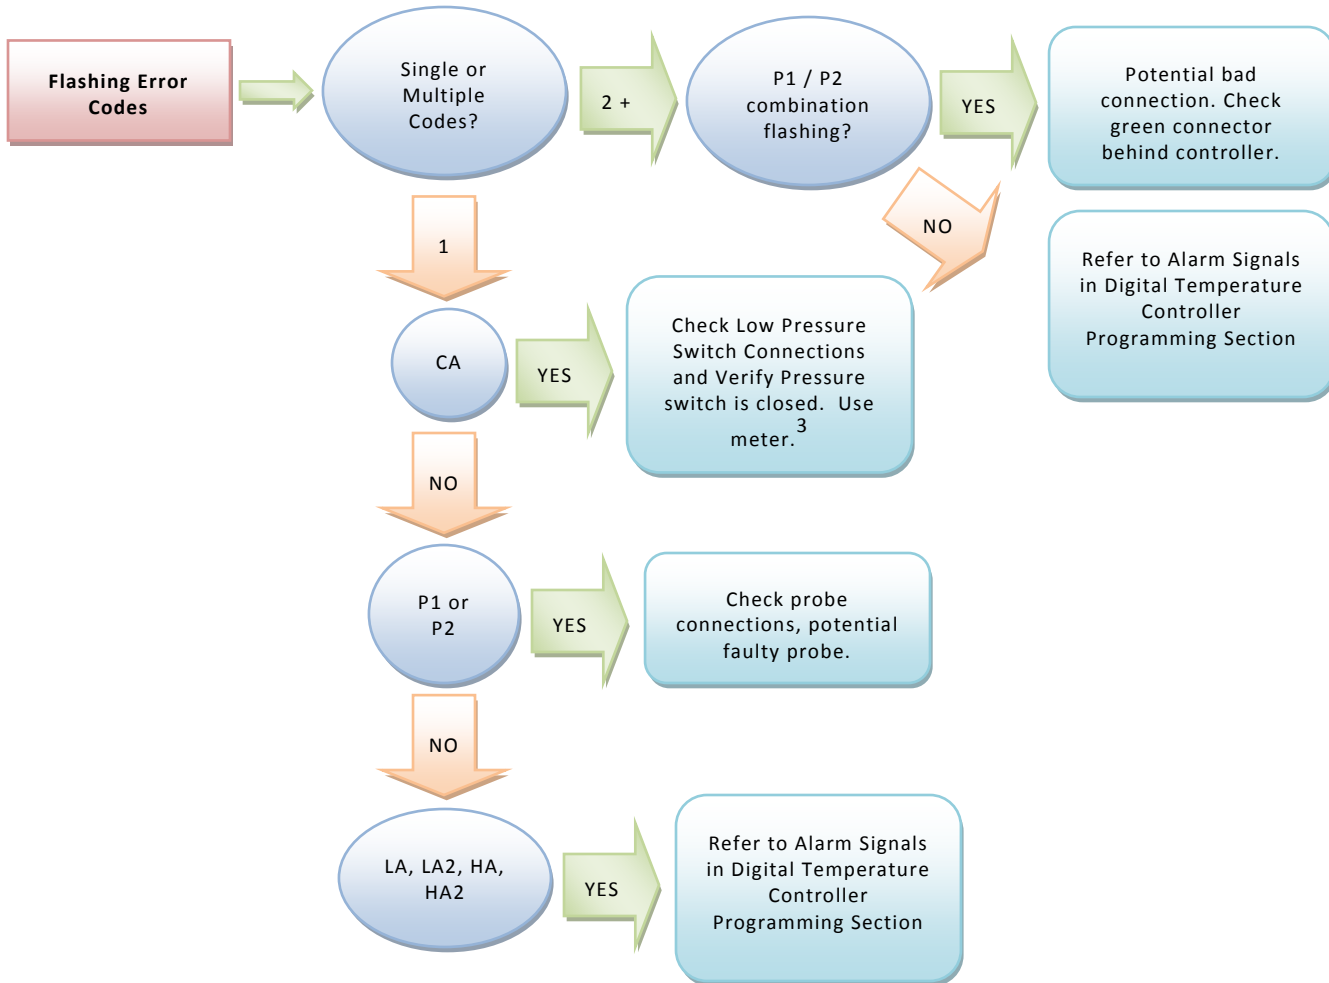 Flashing Error
Codes
Single or
Multiple
Codes?
2 +
P1 / P2
combination
flashing?
YES
Potential bad
connection. Check
green connector
behind controller.
NO
Refer to Alarm Signals
in Digital Temperature
Controller
Programming Section
1
CA
YES
Check Low Pressure
Switch Connections
and Verify Pressure
switch is closed.  Use
meter.3
NO
P1 or
P2
YES
Check probe
connections, potential
faulty probe.
NO
LA, LA2, HA,
HA2
YES
Refer to Alarm Signals
in Digital Temperature
Controller
Programming Section